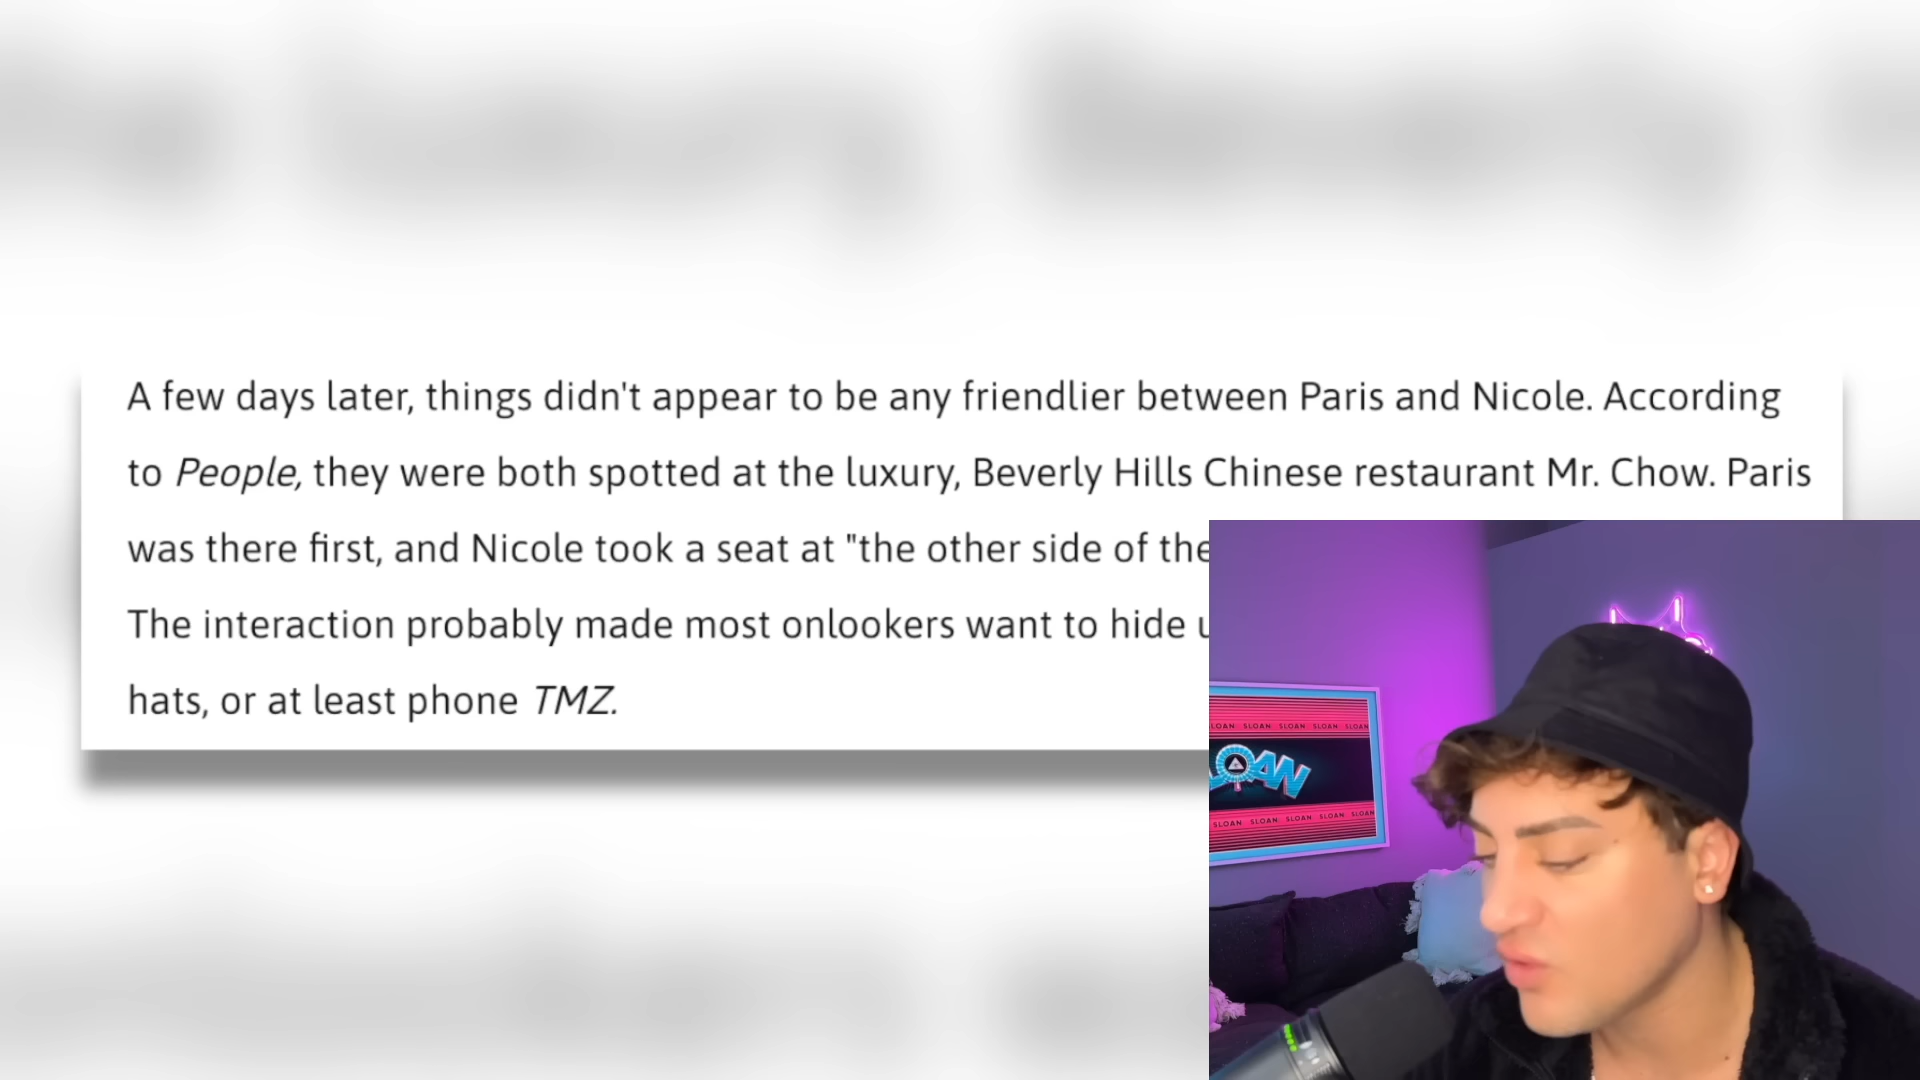 A few days later, things didn't appear to be any friendlier between Paris and Nicole. According
to People, they were both spotted at the luxury, Beverly Hills Chinese restaurant Mr. Chow. Paris
was there first, and Nicole took a seat at "the other side of the
The interaction probably made most onlookers want to hide
hats, or at least phone TMZ.
SLOAN SLOAN SLOAN SLOAN
LOAN
SLOAN SLOAN SLOAN SLOAN SLOAN